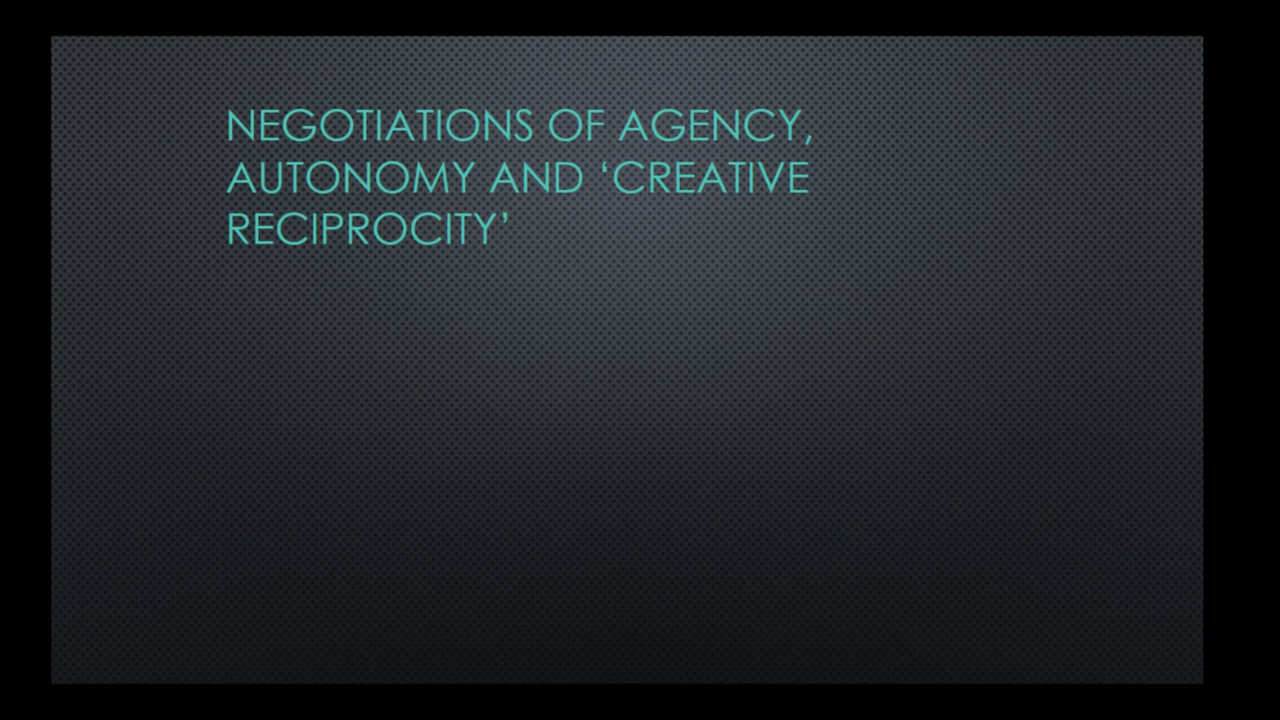 NEGOTIATIONS OF AGENCY,
AUTONOMY AND ‘CREATIVE
RECIPROCITY’